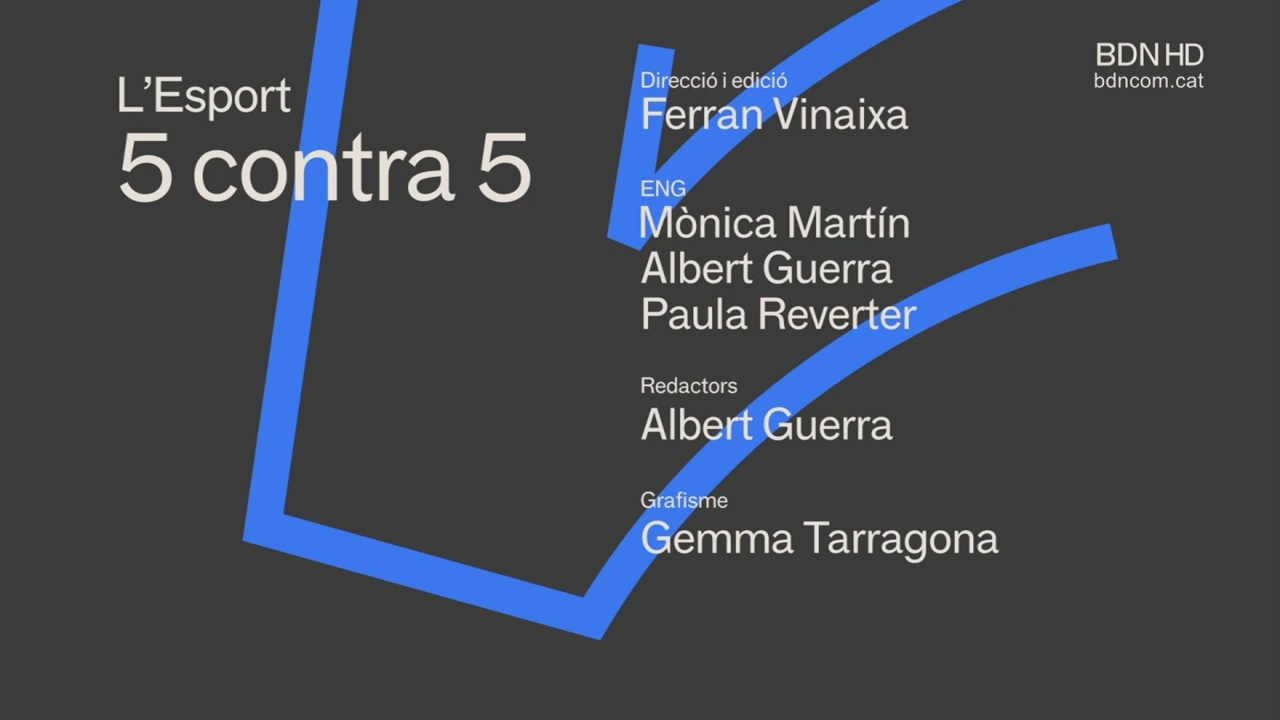 L’Esport
5 contra 5
Direcció i edició
Ferran Vinaixa
ENG
Mònica Martín
Albert Guerra
Paula Reverter
Redactors
Albert Guerra
Grafisme
Gemma Tarragona
BDN HD
bdncom.cat